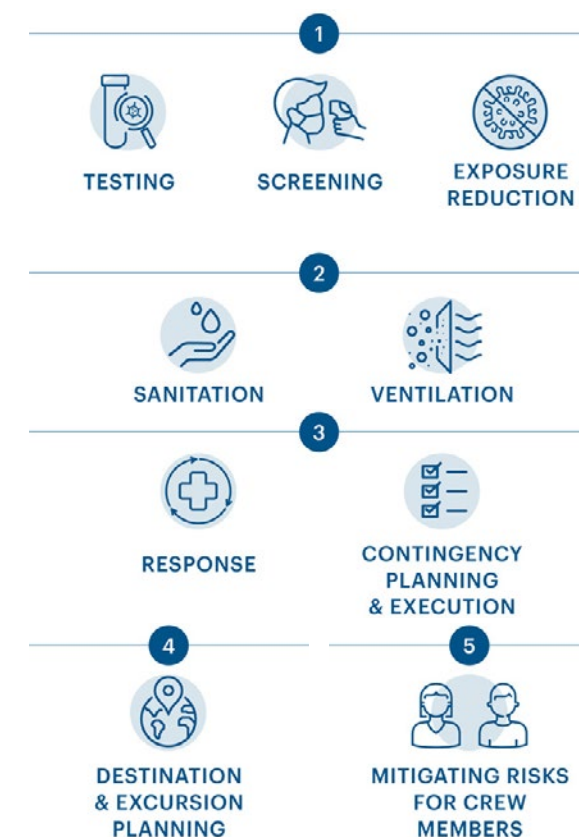 1
TESTING
SCREENING
EXPOSURE
REDUCTION
2
SANITATION
VENTILATION
3
RESPONSE
CONTINGENCY
PLANNING
& EXECUTION
4
DESTINATION
& EXCURSION
PLANNING
5
MITIGATING RISKS
FOR CREW
MEMBERS